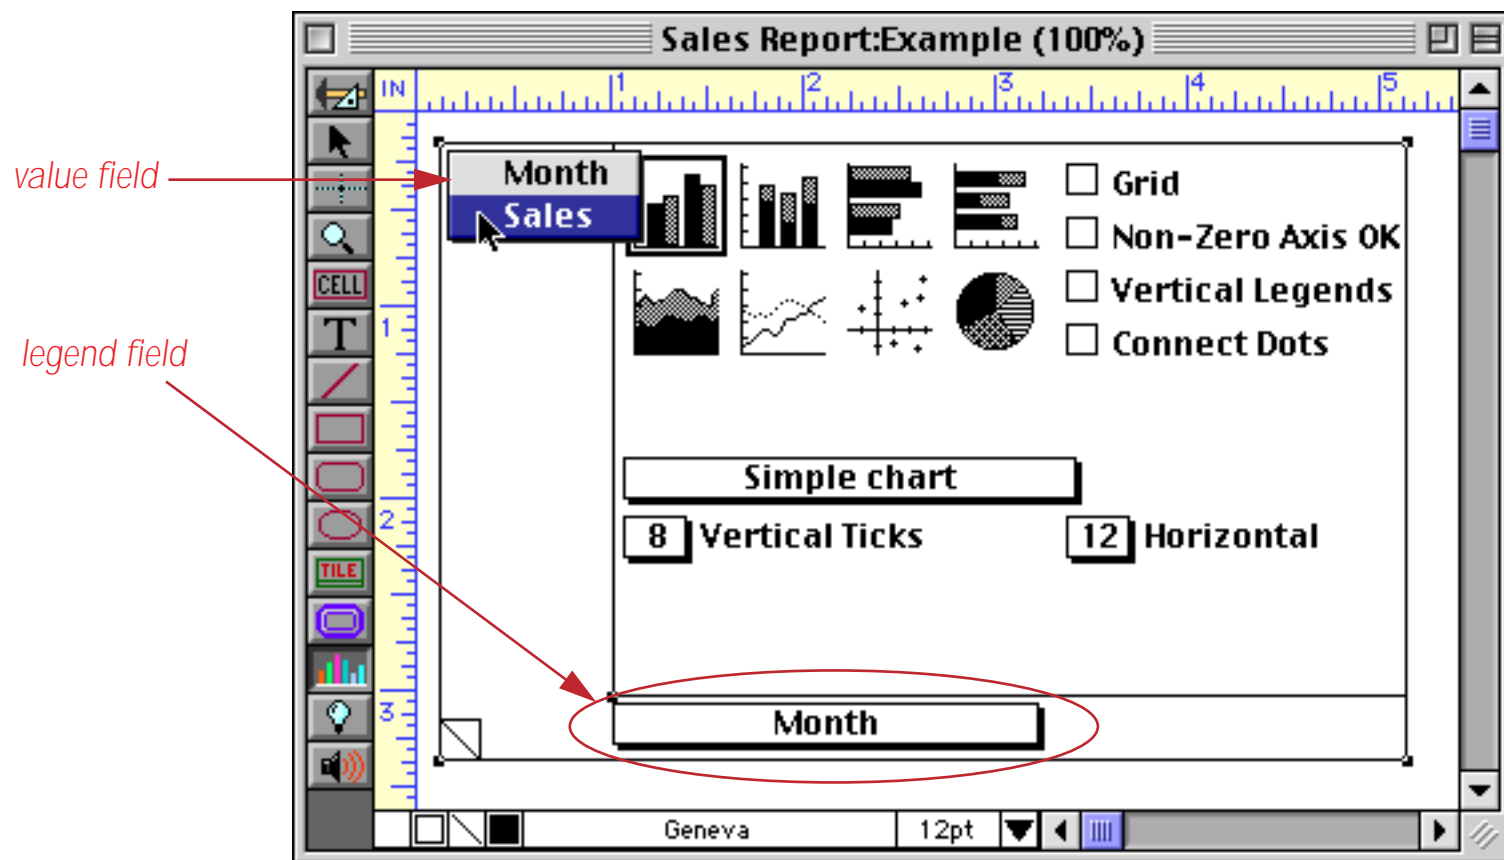 Sales Report:Example (100%)
IN 1 2 3 4 5
value field
Month
Sales
Grid
Non-Zero Axis OK
CELL
Vertical Legends
T
1
legend field
Connect Dots
Simple chart
2
8 Vertical Ticks 12 Horizontal
TILE
3
Month
Geneva 12pt